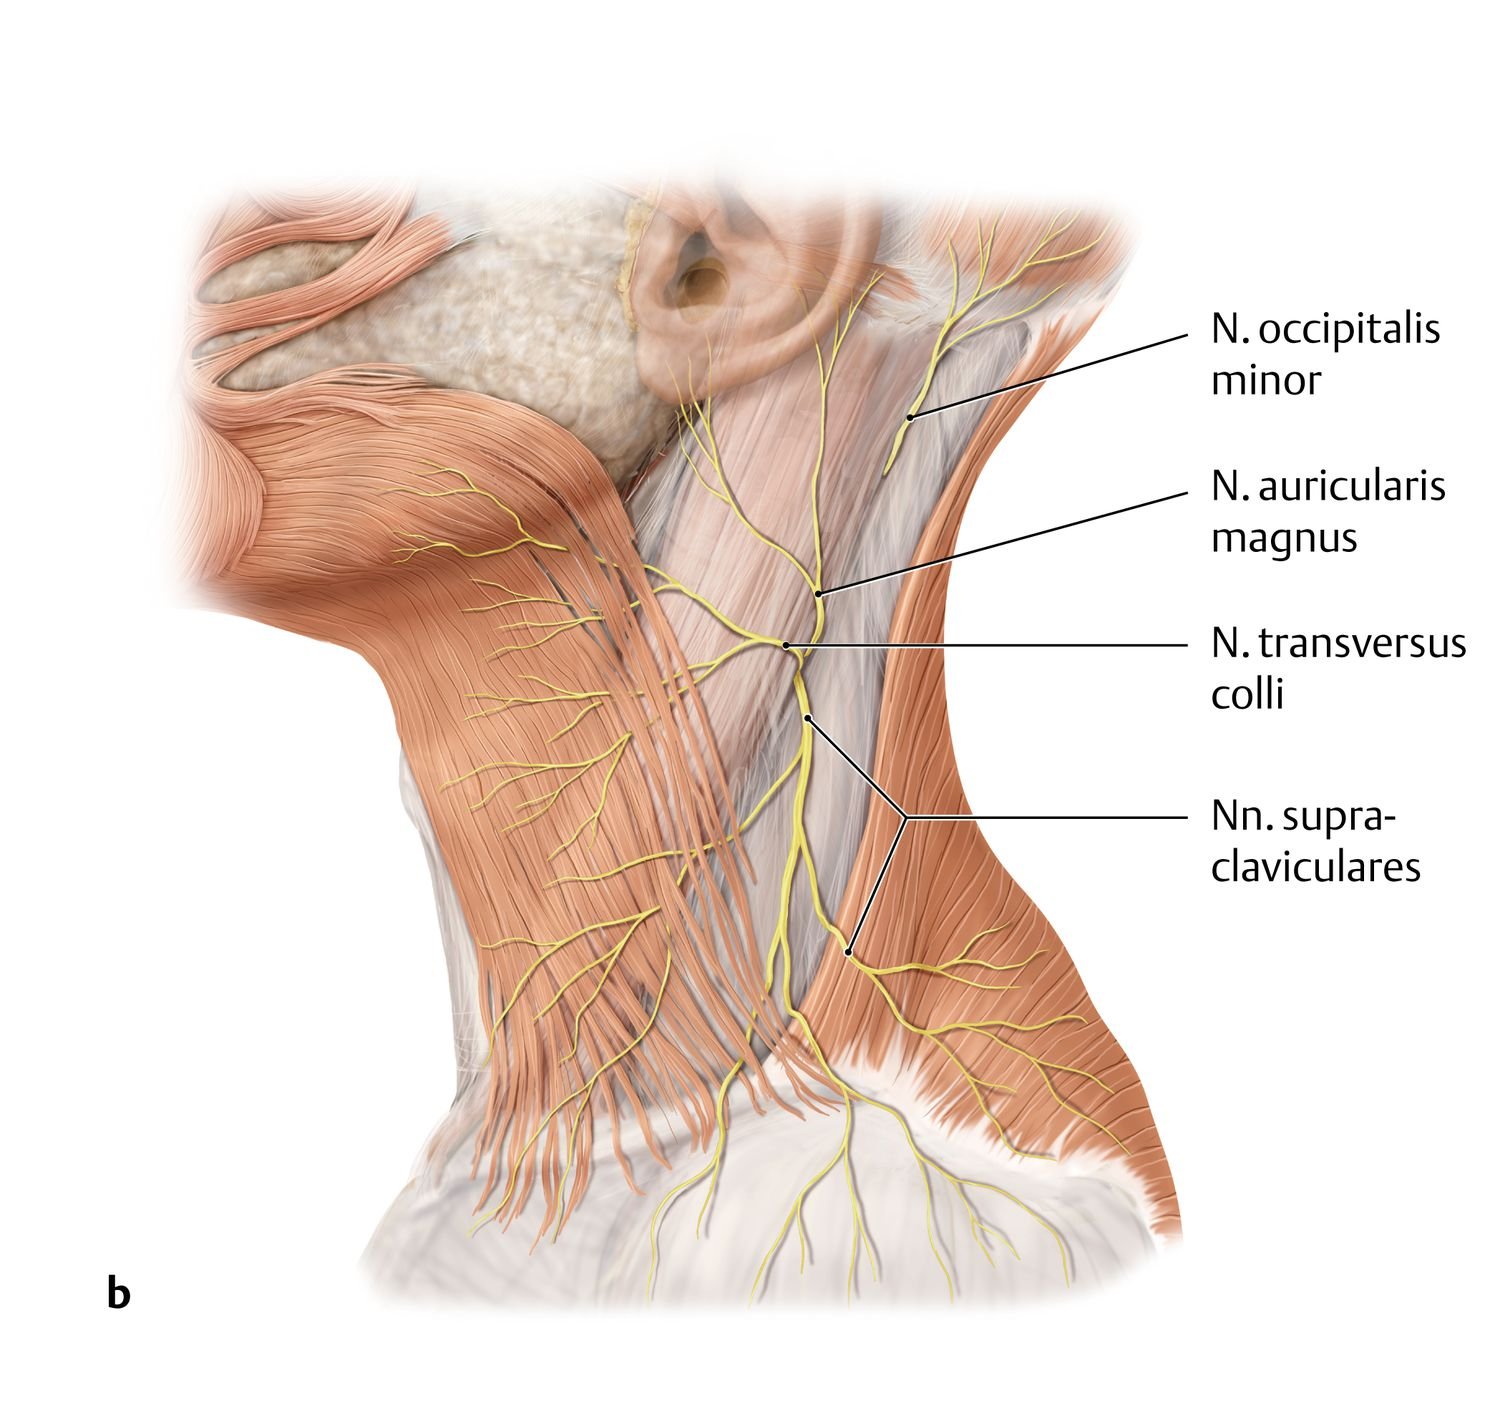 N. occipitalis
minor
N. auricularis
magnus
N. transversus
colli
Nn. supra-
claviculares
b